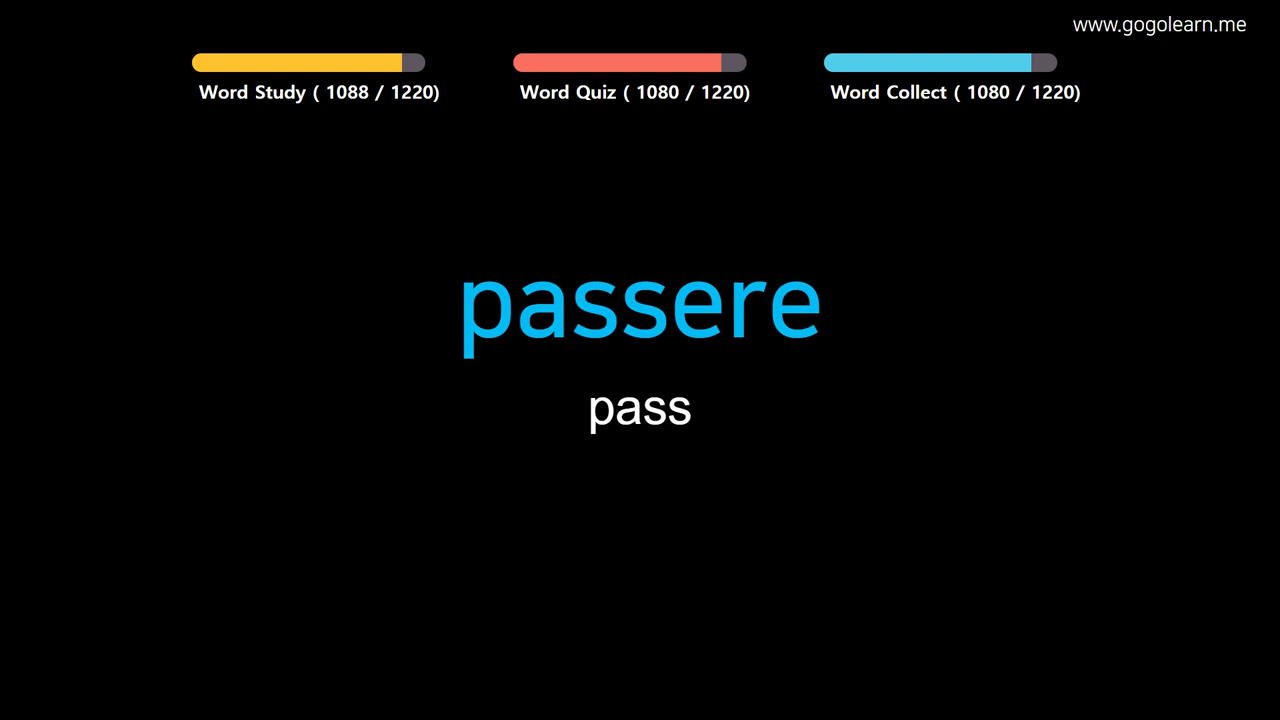 www.gogolearn.me
Word Study ( 1088 / 1220)
Word Quiz ( 1080 / 1220)
Word Collect ( 1080 / 1220)
passere
pass